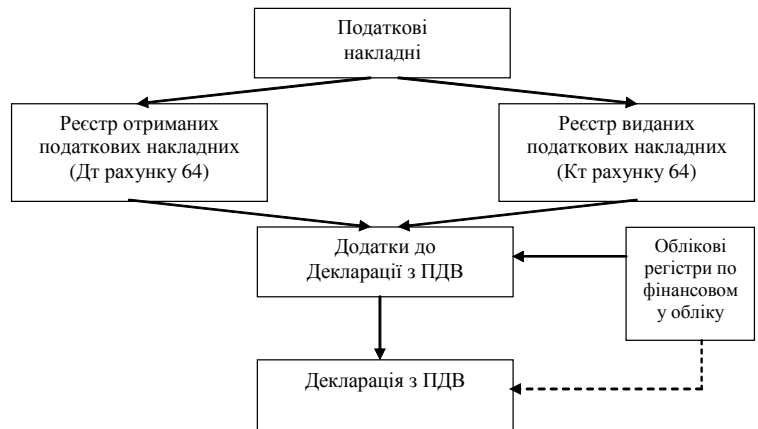 Податкові
накладні
Реєстр отриманих
податкових накладних
(Дт рахунку 64)
Реєстр виданих
податкових накладних
(Кт рахунку 64)
Додатки до
Декларації з ПДВ
Облікові
регістри по
фінансовом
у обліку
Декларація з ПДВ